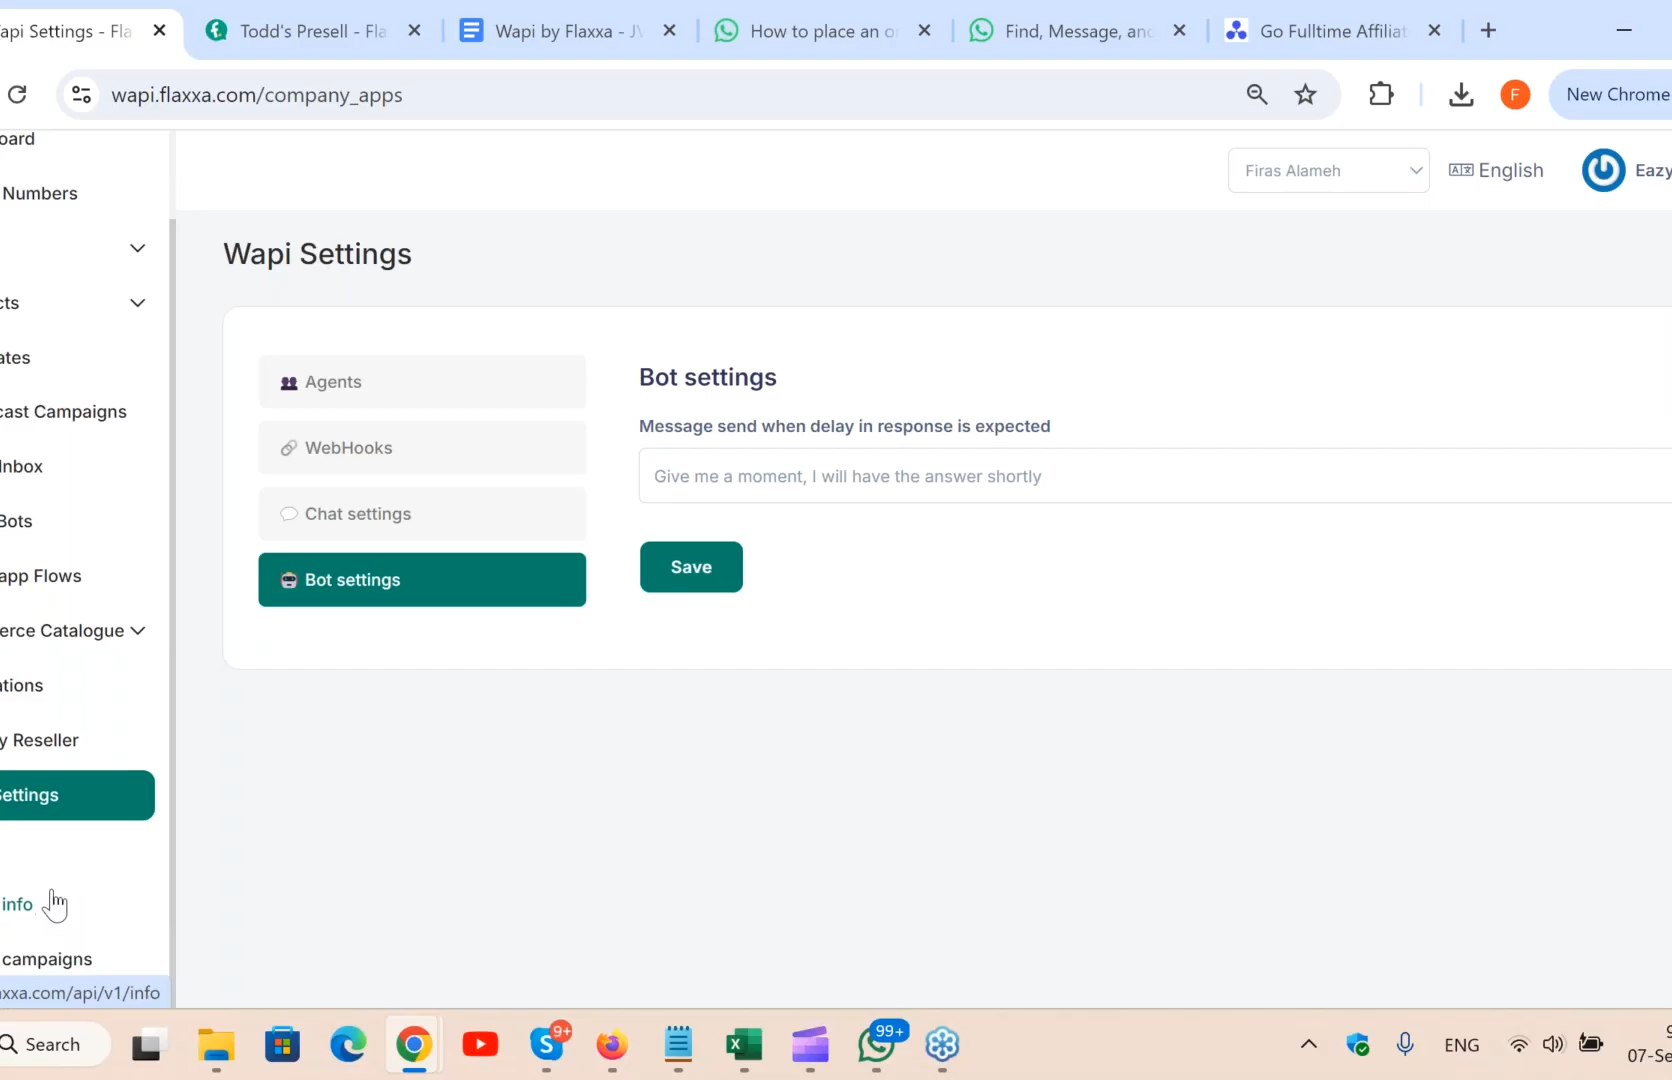 api Settings - Fla
Todd's Presell - Fla
Wapi by Flaxxa - JV
How to place an or
Find, Message, and
Go Fulltime Affiliat
wapi.flaxxa.com/company_apps
F
New Chrome
oard
Numbers
cts
ates
cast Campaigns
Inbox
Bots
app Flows
erce Catalogue
ations
y Reseller
Settings
info
campaigns
axxa.com/api/v1/info
Firas Alameh
English
Eazy
Wapi Settings
Agents
WebHooks
Chat settings
Bot settings
Bot settings
Message send when delay in response is expected
Give me a moment, I will have the answer shortly
Save
Search
9+
99+
ENG
07-Se